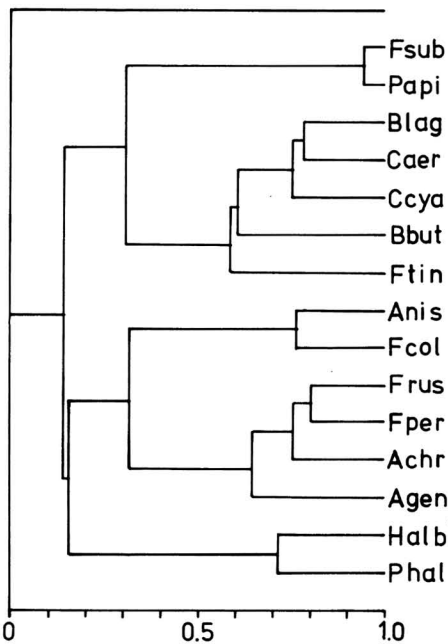 Fsub
Papi
Blag
Caer
Ccya
Bbut
Ftin
Anis
Fcol
Frus
Fper
Achr
Agen
Halb
Phal
0 0.5 1.0